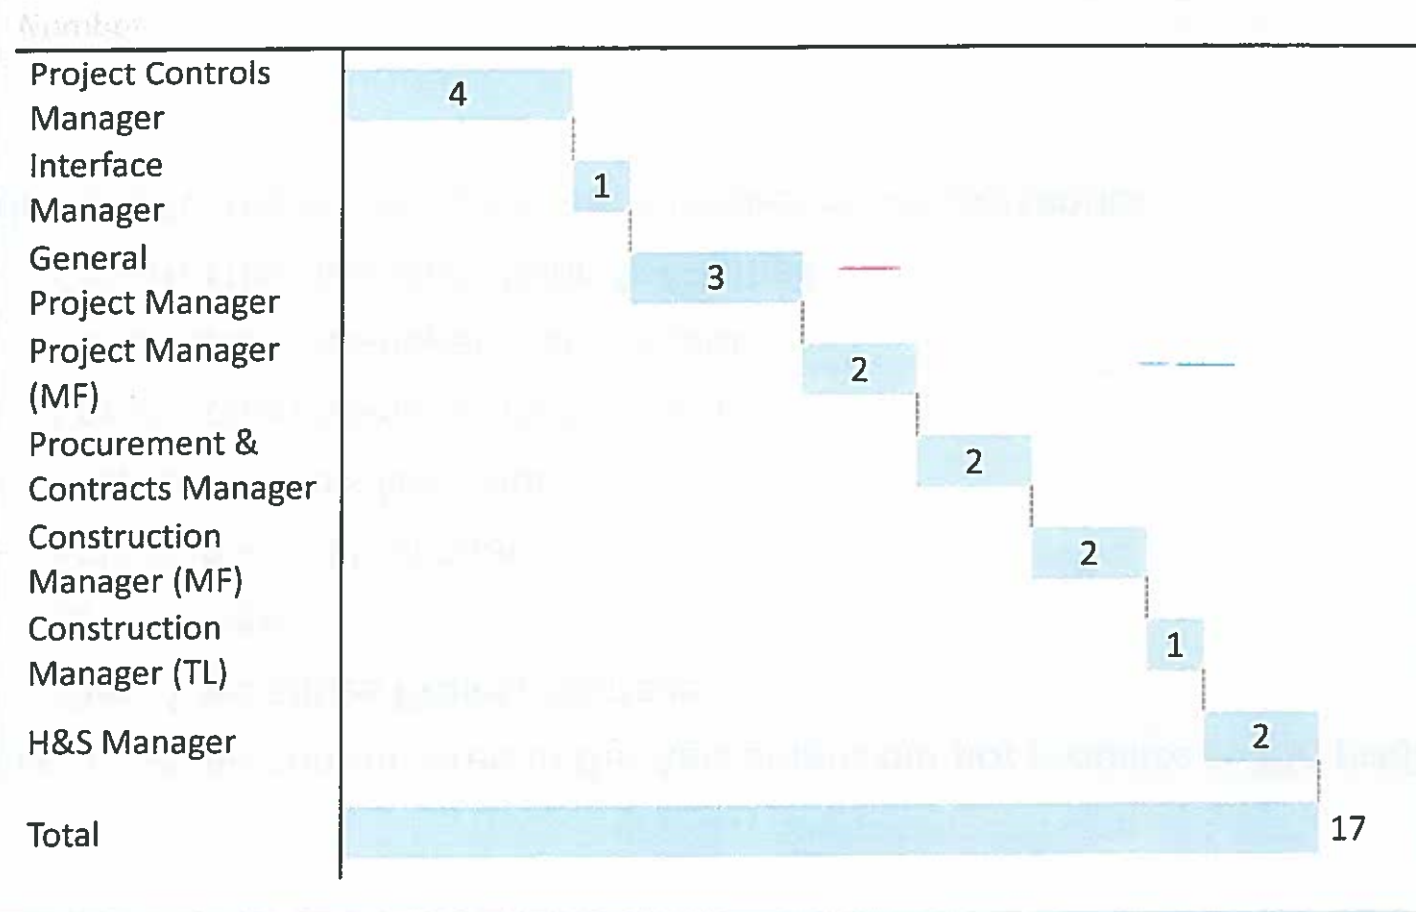 Number
Project Controls
Manager
4
Interface
Manager
1
General
Project Manager
3
Project Manager
(MF)
2
Procurement &
Contracts Manager
2
Construction
Manager (MF)
2
Construction
Manager (TL)
1
H&S Manager
2
Total
17